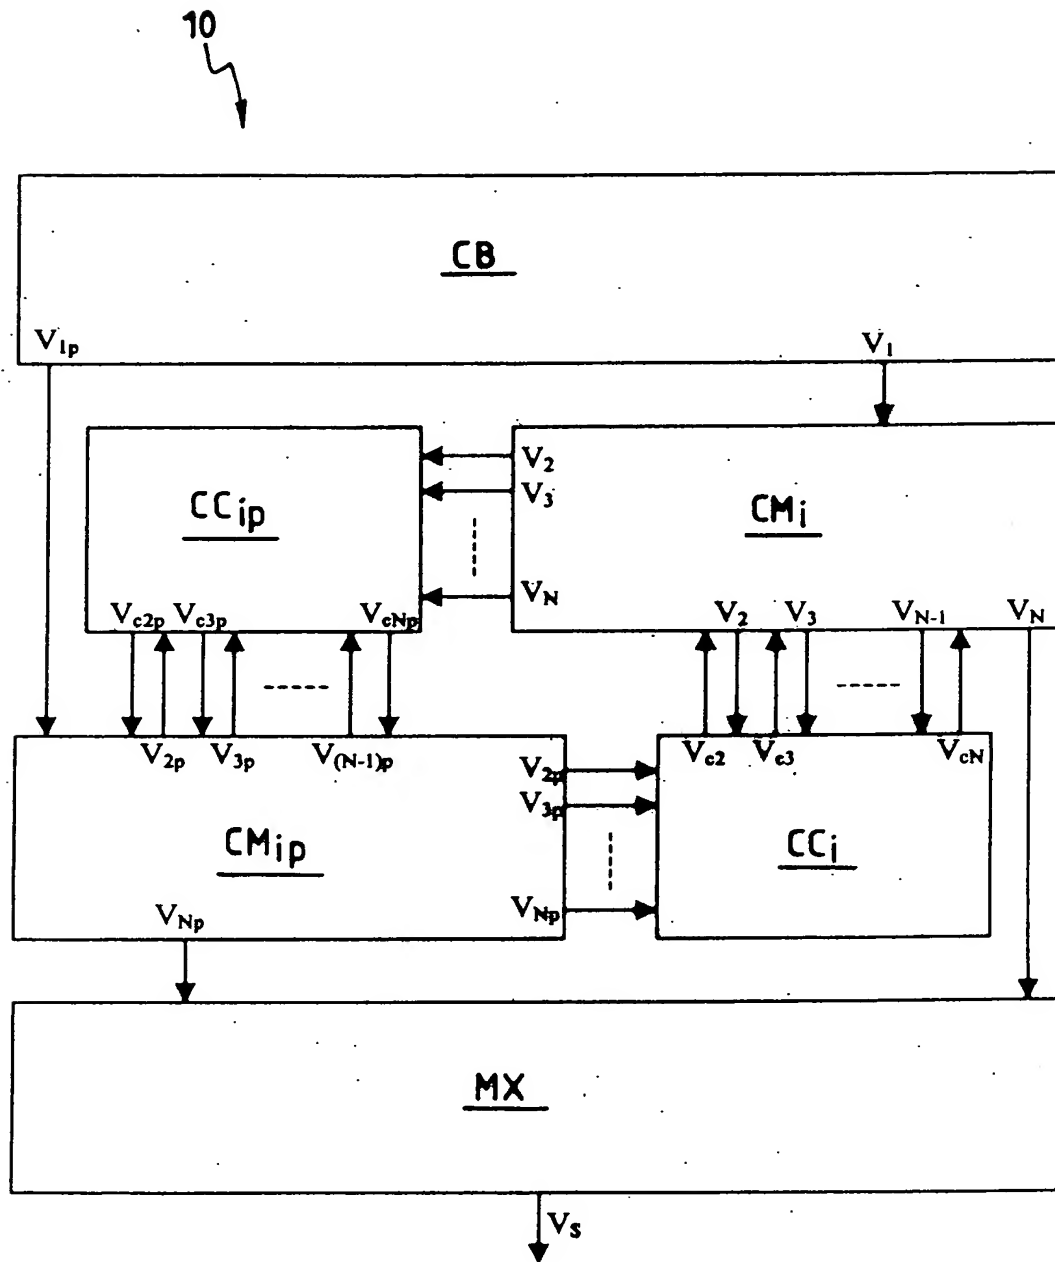 10
CB
V1p V1
CCip
V2
V3
VN
CMi
Vc2p Vc3p VcNp
V2 V3 VN-1 VN
V2p V3p V(N-1)p
V2p
V3p
VNp
CMip
VNp
Vc2 Vc3 VcN
CCi
MX
Vs